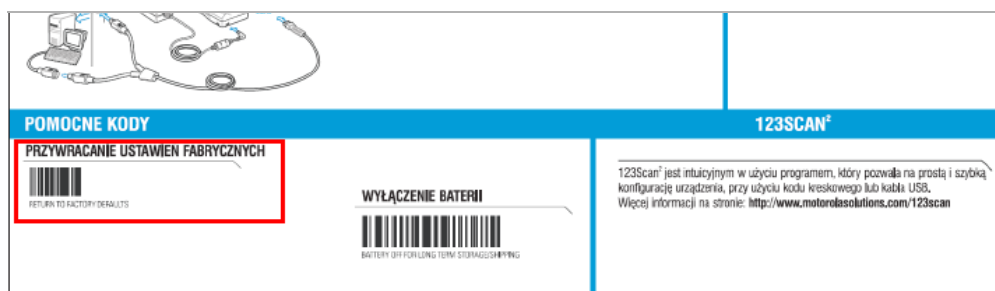 POMOCNE KODY
123SCAN²
PRZYWRACANIE USTAWIEŃ FABRYCZNYCH
RETURN TO FACTORY DEFAULTS
WYŁĄCZENIE BATERII
BATTERY OFF FOR LONG TERM STORAGE/SHIPPING
123Scan² jest intuicyjnym w użyciu programem, który pozwala na prostą i szybką
konfigurację urządzenia, przy użyciu kodu kreskowego lub kabla USB.
Więcej informacji na stronie: http://www.motorolasolutions.com/123scan